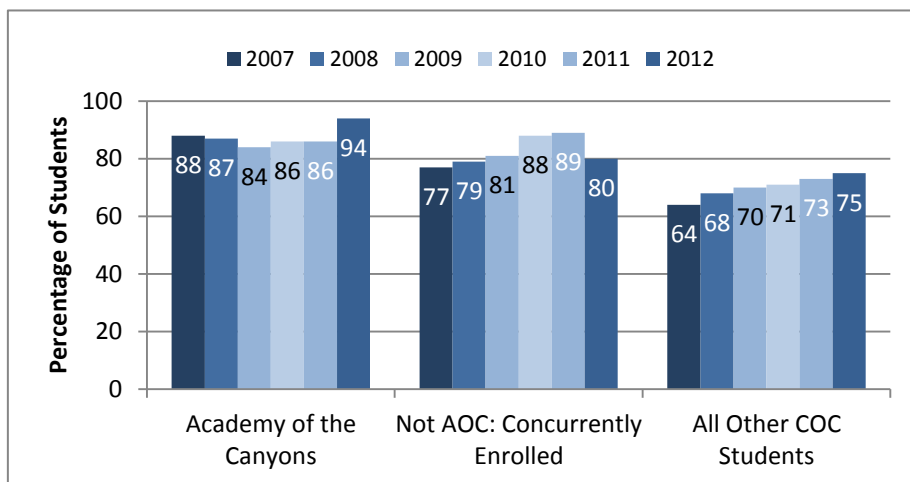 2007 2008 2009 2010 2011 2012
Percentage of Students
100
80
60
40
20
0
88 87 84 86 86 94
77 79 81 88 89 80
64 68 70 71 73 75
Academy of the
Canyons
Not AOC: Concurrently
Enrolled
All Other COC
Students